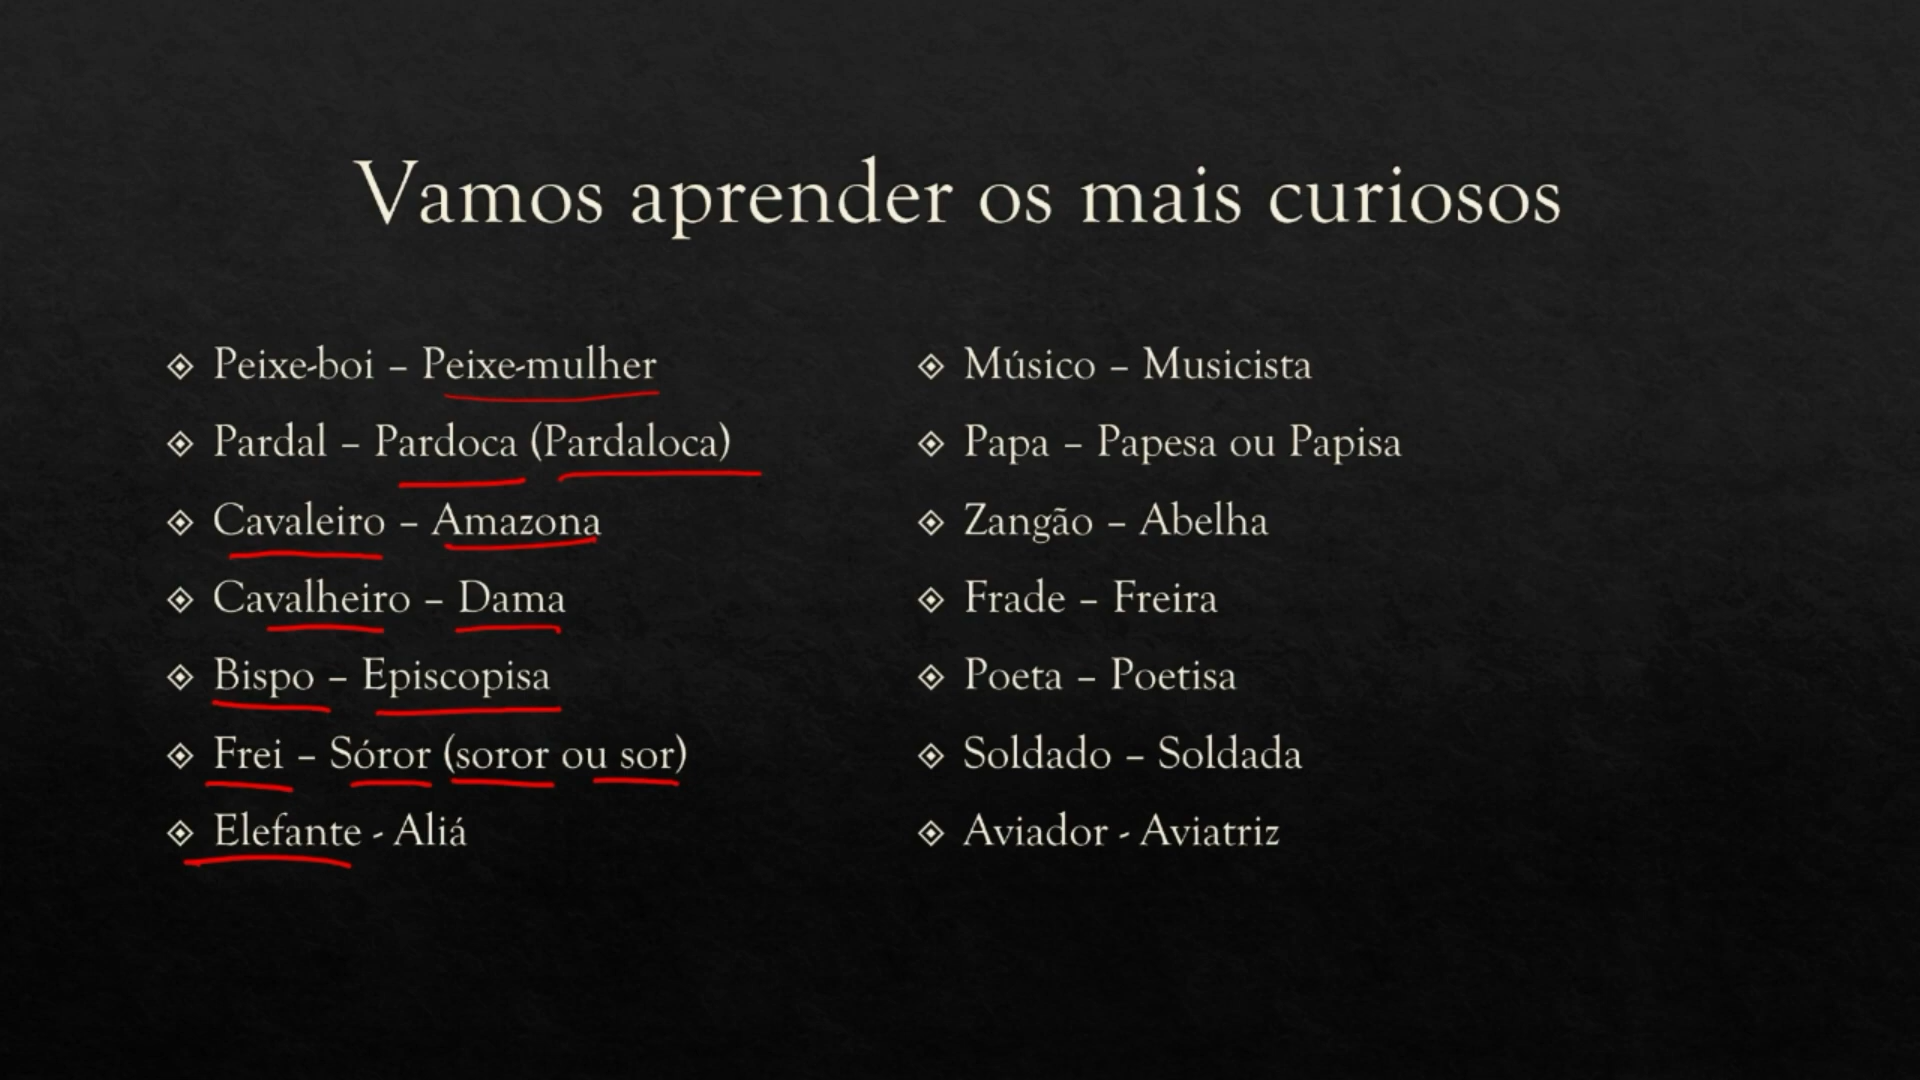 Vamos aprender os mais curiosos
Peixe-boi – Peixe-mulher
Pardal – Pardoca (Pardaloca)
Cavaleiro – Amazona
Cavalheiro – Dama
Bispo – Episcopisa
Frei – Sóror (soror ou sor)
Elefante - Aliá
Músico – Musicista
Papa – Papesa ou Papisa
Zangão – Abelha
Frade – Freira
Poeta – Poetisa
Soldado – Soldada
Aviador - Aviatriz